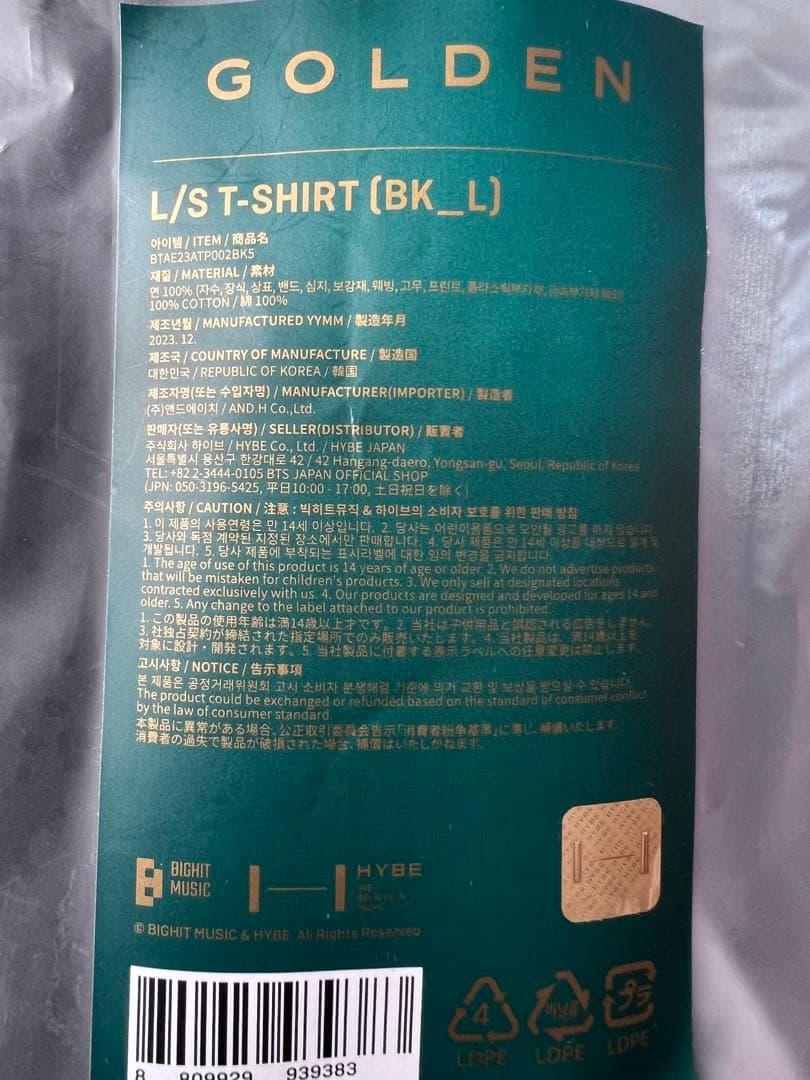 GOLDEN
L/S T-SHIRT (BK_L)
아이템 / ITEM / 商品名
BTAE23ATP002BK5
재질 / MATERIAL / 素材
면 100% (자수, 장식, 상표, 밴드, 심지, 보강재, 웨빙, 고무, 프린트, 플라스틱부자재, 금속부자재 제외)
100% COTTON / 綿 100%
제조년월 / MANUFACTURED YYMM / 製造年月
2023. 12.
제조국 / COUNTRY OF MANUFACTURE / 製造国
대한민국 / REPUBLIC OF KOREA / 韓国
제조자명(또는 수입자명) / MANUFACTURER(IMPORTER) / 製造者
(주)앤드에이치 / AND.H Co.,Ltd.
판매자(또는 유통사명) / SELLER(DISTRIBUTOR) / 販賣者
주식회사 하이브 / HYBE Co., Ltd. / HYBE JAPAN
서울특별시 용산구 한강대로 42 / 42 Hangang-daero, Yongsan-gu, Seoul, Republic of Korea
TEL: +82 2-3444-0105 BTS JAPAN OFFICIAL SHOP
(JPN: 050-3196-5425, 平日10:00 - 17:00, 土日祝日を除く)
주의사항 / CAUTION / 注意 : 빅히트뮤직 & 하이브의 소비자 보호를 위한 판매 방침
1. 이 제품의 사용연령은 만 14세 이상입니다. 2. 당사는 어린이용품으로 오인될 광고를 하지 않습니다.
3. 당사와 독점 계약된 지정된 장소에서만 판매합니다. 4. 당사 제품은 만 14세 이상을 대상으로 설계 및
개발됩니다. 5. 당사 제품에 부착되는 표시라벨에 대한 임의 변경을 금지합니다.
1. The age of use of this product is 14 years of age or older. 2. We do not advertise products
that will be mistaken for children's products. 3. We only sell at designated locations
contracted exclusively with us. 4. Our products are designed and developed for ages 14 and
older. 5. Any change to the label attached to our product is prohibited.
1. この製品の使用年齢は満14歳以上才です。2. 当社は子供用品と誤認される広告をしません。
3. 社独占契約が締結された指定場所でのみ販売いたします。4. 当社製品は、満14歳以上を
対象に設計・開発されます。5. 当社製品に付着する表示ラベルへの任意変更は禁止します。
고시사항 / NOTICE / 告示事項
본 제품은 공정거래위원회 고시 소비자 분쟁해결 기준에 의거 교환 및 보상을 받으실 수 있습니다.
The product could be exchanged or refunded based on the standard of consumer conflict
by the law of consumer standard.
本製品に異常がある場合、公正取引委員会告示「消費者紛争基準」に準じ、補償いたします。
消費者の過失で製品が破損された場合、補償はいたしかねます。
BIGHIT
MUSIC
HYBE
WE
BELIEVE IN
MUSIC
© BIGHIT MUSIC & HYBE. All Rights Reserved
8 809929 939383
4
LDPE
비닐류
LDPE
プラ
LDPE